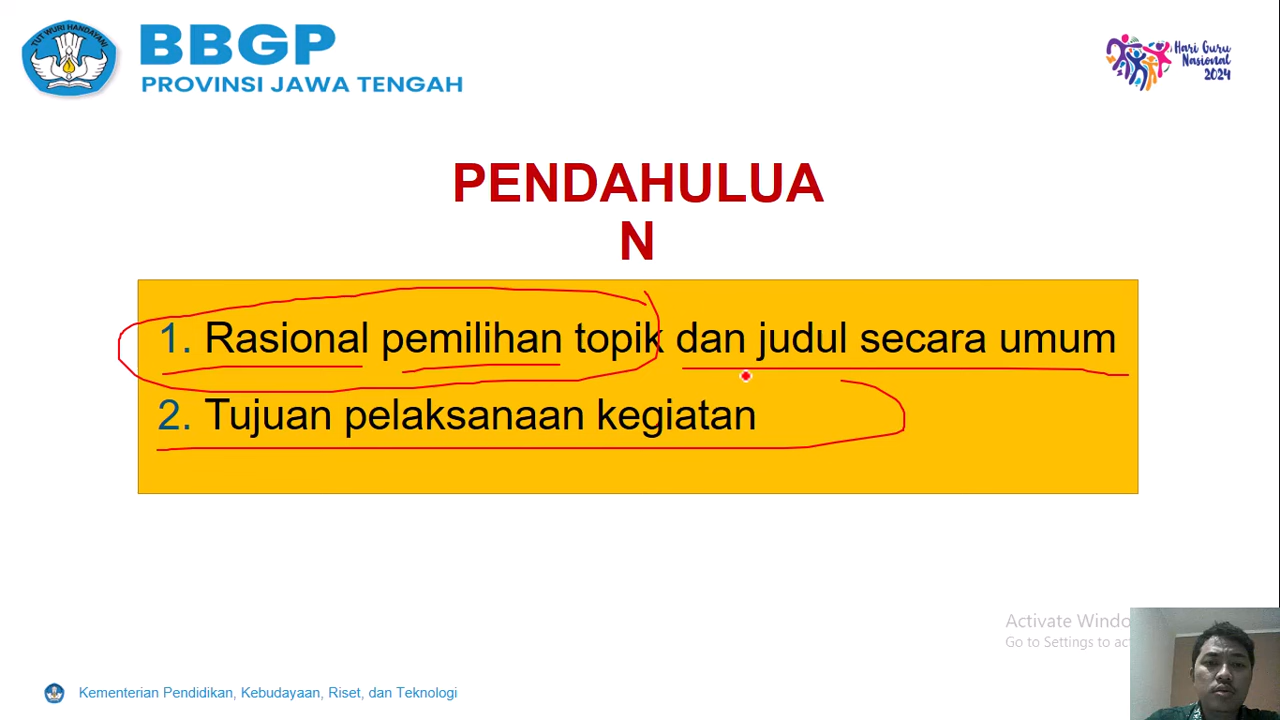 TUT WURI HANDAYANI
BBGP
PROVINSI JAWA TENGAH
Hari Guru
Nasional
2024
PENDAHULUA
N
1. Rasional pemilihan topik dan judul secara umum
2. Tujuan pelaksanaan kegiatan
Activate Windo
Go to Settings to act
Kementerian Pendidikan, Kebudayaan, Riset, dan Teknologi